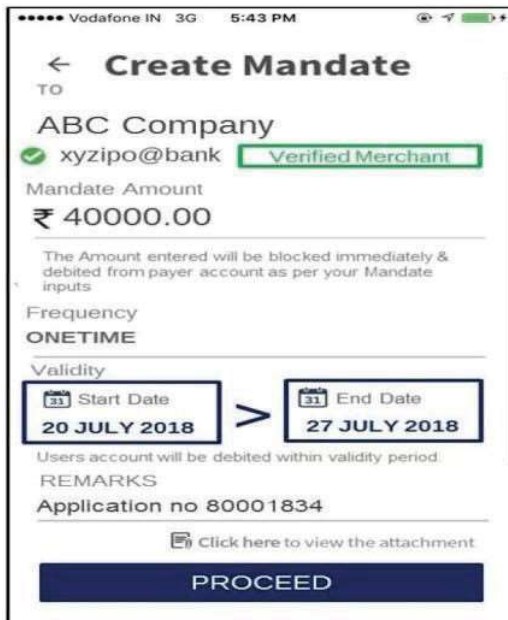 Vodafone IN 3G 5:43 PM
← Create Mandate
TO
ABC Company
xyzipo@bank Verified Merchant
Mandate Amount
₹ 40000.00
The Amount entered will be blocked immediately &
debited from payer account as per your Mandate
inputs
Frequency
ONETIME
Validity
31 Start Date > 31 End Date
20 JULY 2018 27 JULY 2018
Users account will be debited within validity period
REMARKS
Application no 80001834
Click here to view the attachment
PROCEED